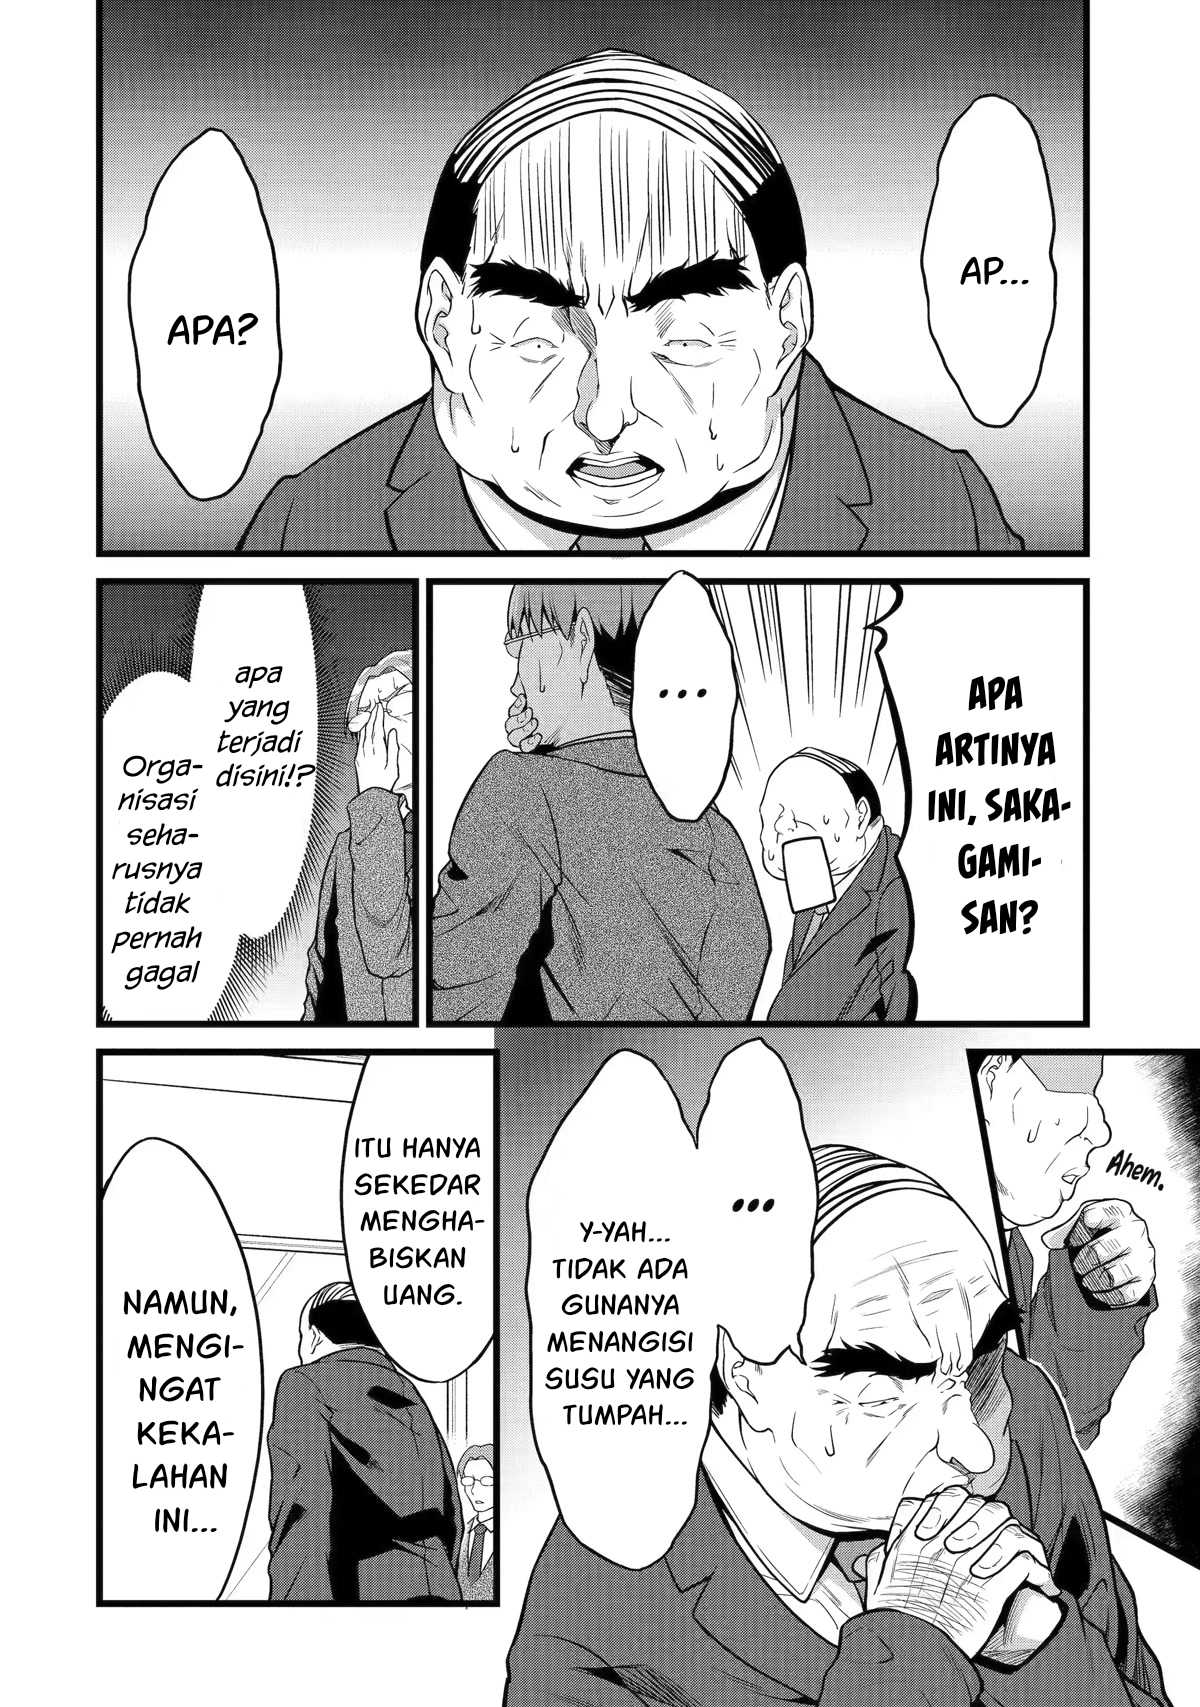 AP...
APA?
APA
ARTINYA
INI, SAKA-
GAMI-
SAN?
...
apa
yang
terjadi
disini!?
Orga-
nisasi
seha-
rusnya
tidak
pernah
gagal
Ahem.
...
Y-YAH...
TIDAK ADA
GUNANYA
MENANGISI
SUSU YANG
TUMPAH...
ITU HANYA
SEKEDAR
MENGHA-
BISKAN
UANG.
NAMUN,
MENGI-
NGAT
KEKA-
LAHAN
INI...